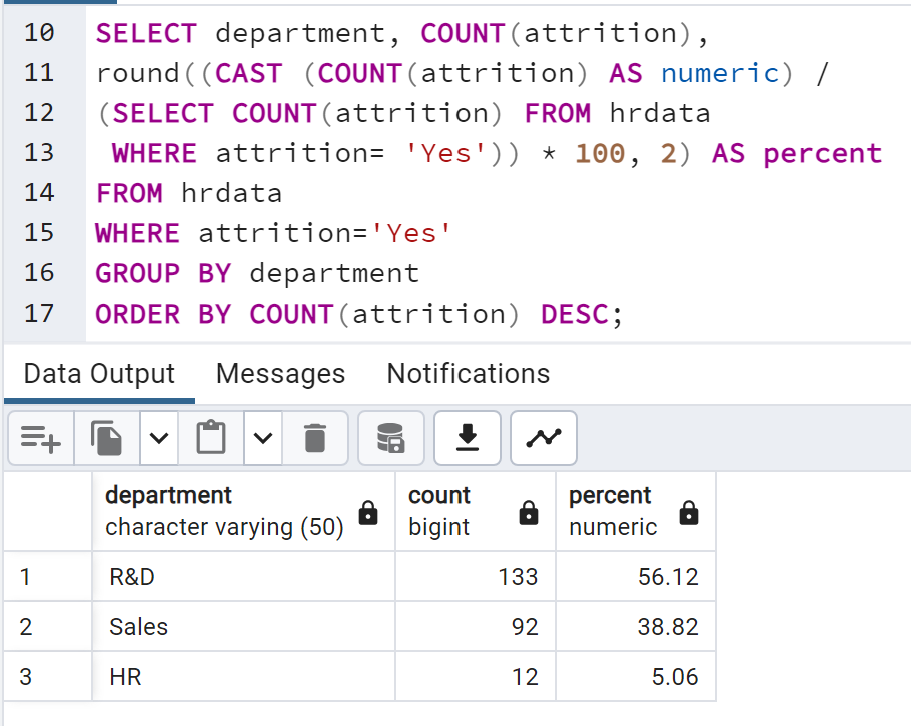 10 SELECT department, COUNT(attrition),
11 round((CAST (COUNT(attrition) AS numeric) /
12 (SELECT COUNT(attrition) FROM hrdata
13  WHERE attrition= 'Yes')) * 100, 2) AS percent
14 FROM hrdata
15 WHERE attrition='Yes'
16 GROUP BY department
17 ORDER BY COUNT(attrition) DESC;
Data Output Messages Notifications
department count percent
character varying (50) bigint numeric
1 R&D 133 56.12
2 Sales 92 38.82
3 HR 12 5.06